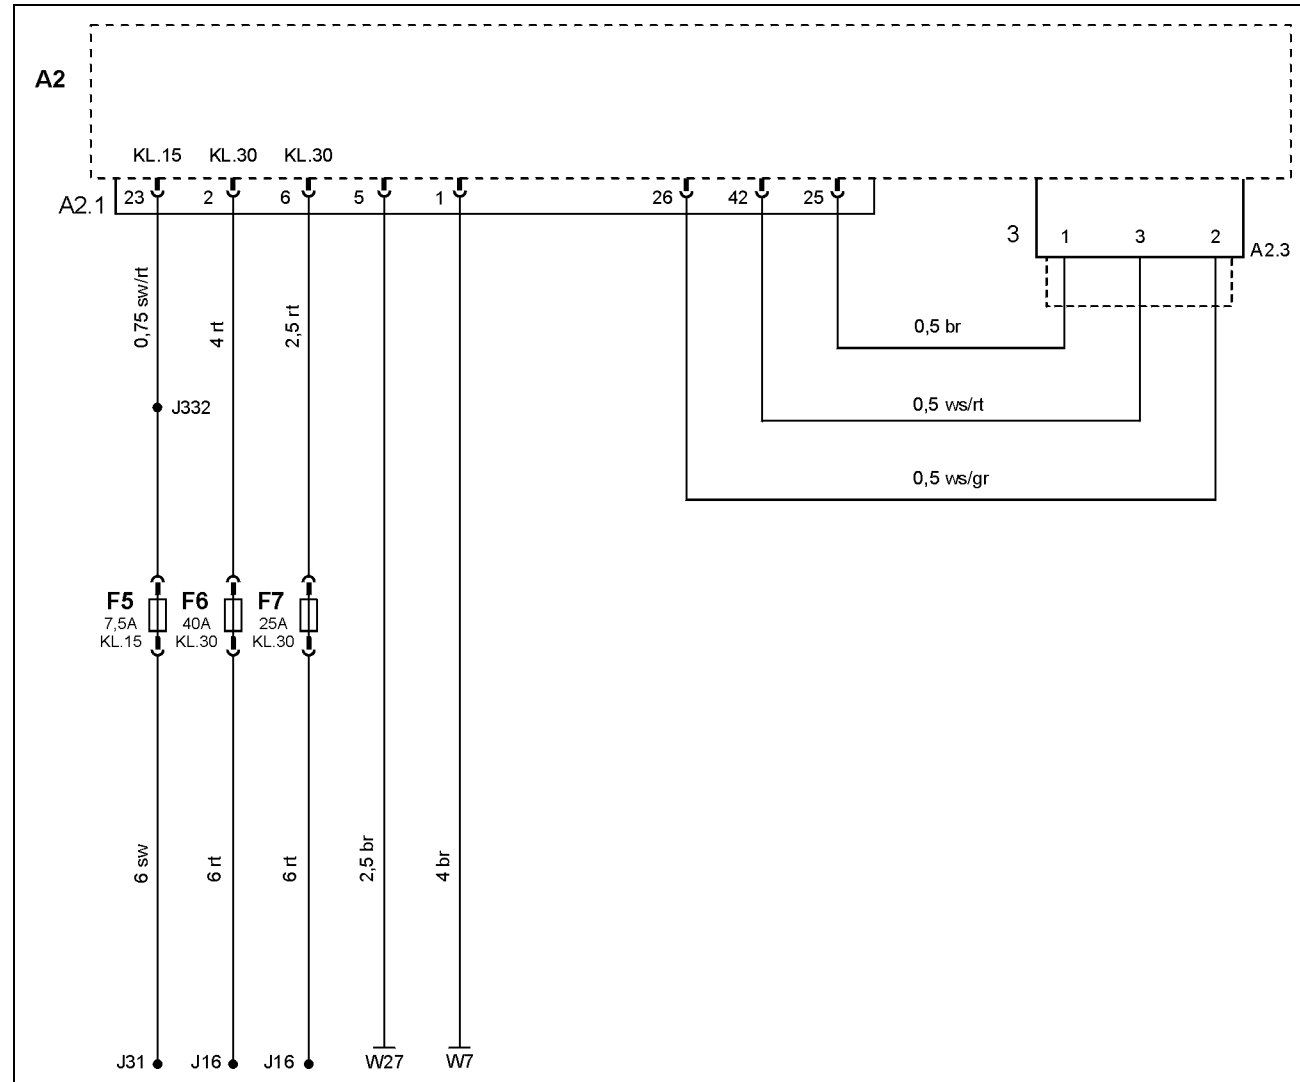 A2
KL.15 KL.30 KL.30
A2.1 23 2 6 5 1 26 42 25
3 1 3 2 A2.3
0,75 sw/rt 4 rt 2,5 rt
0,5 br
J332
0,5 ws/rt
0,5 ws/gr
F5 F6 F7
7,5A 40A 25A
KL.15 KL.30 KL.30
6 sw 6 rt 6 rt 2,5 br 4 br
J31 J16 J16 W27 W7